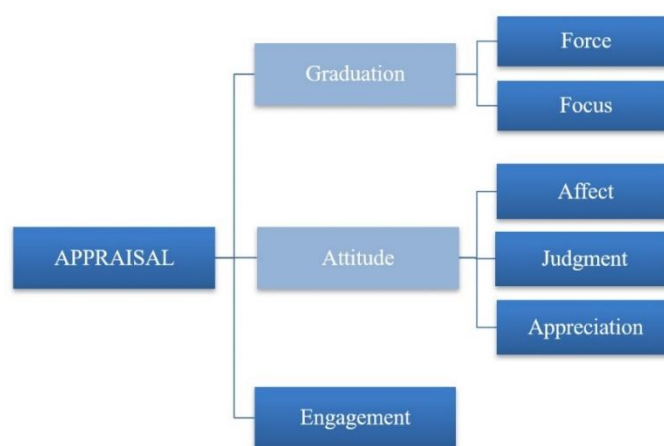 APPRAISAL
Graduation
Force
Focus
Attitude
Affect
Judgment
Appreciation
Engagement